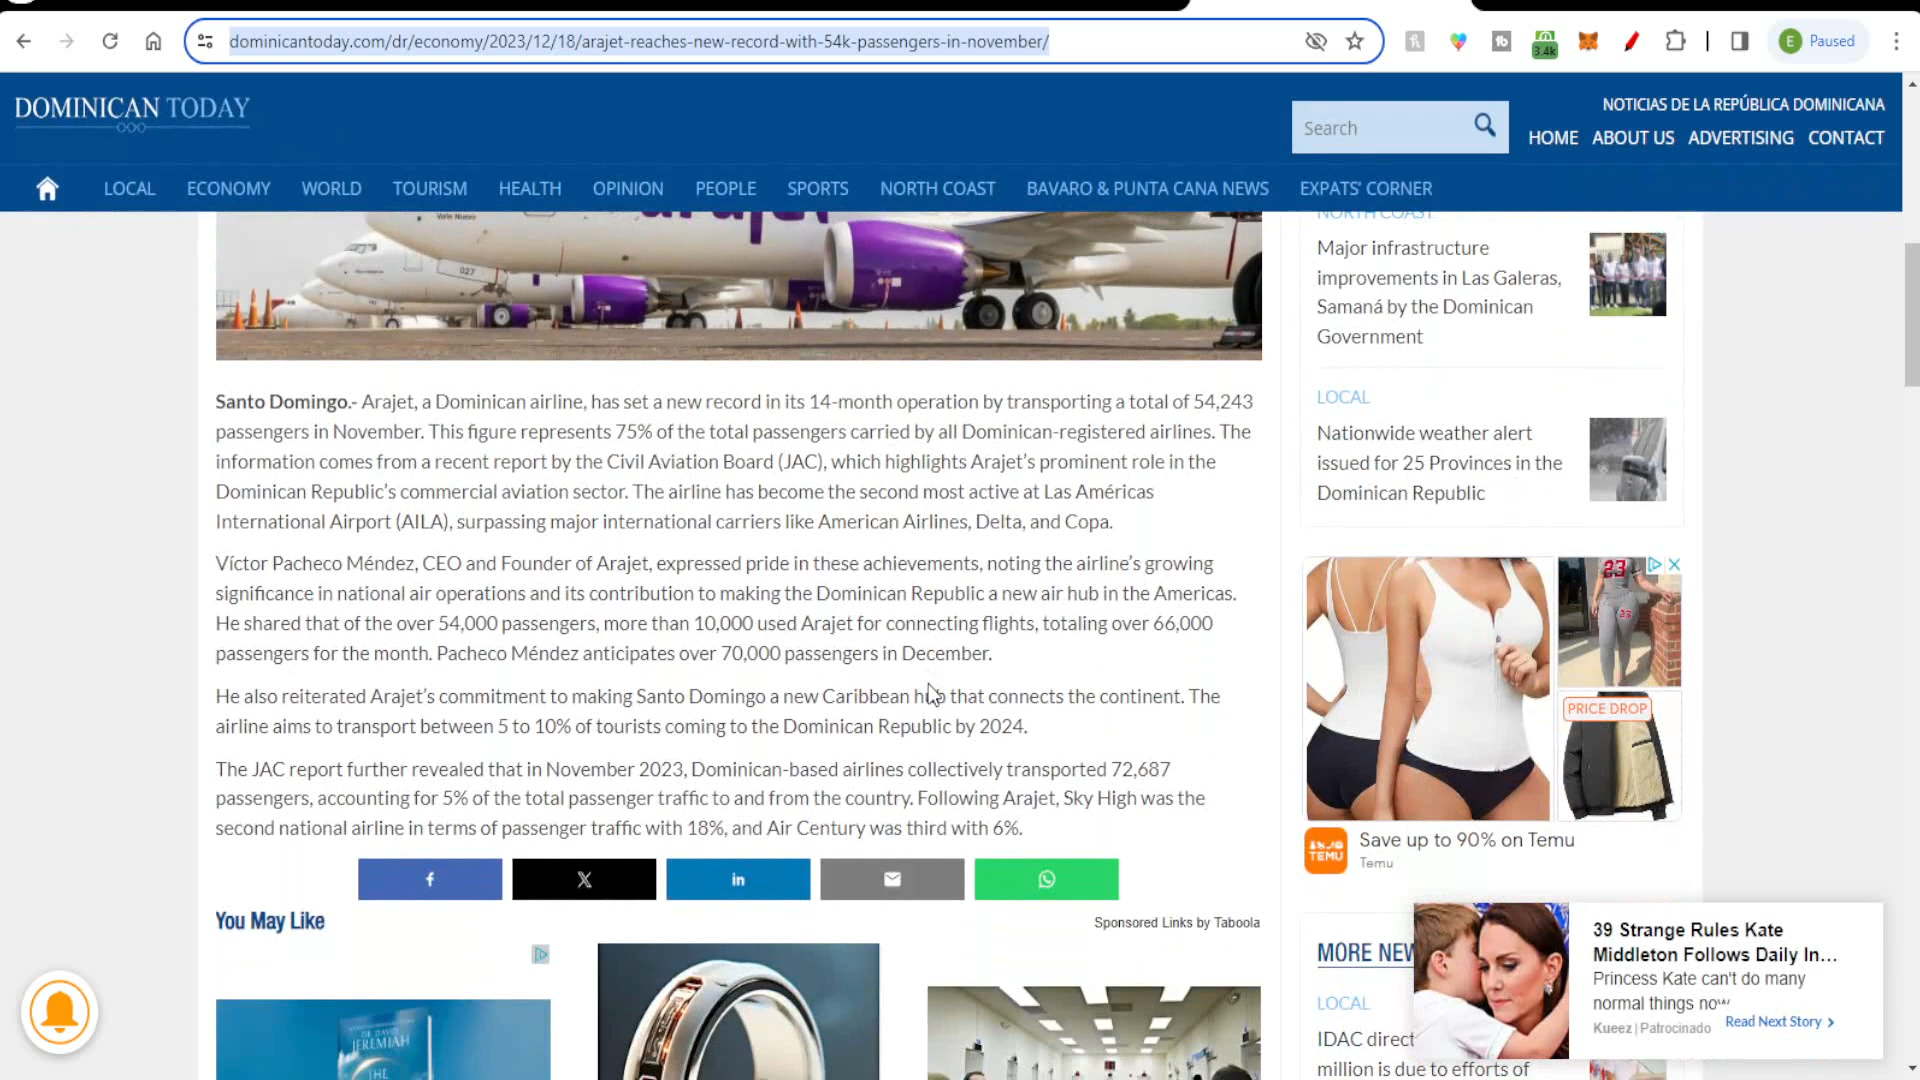 dominicantoday.com/dr/economy/2023/12/18/arajet-reaches-new-record-with-54k-passengers-in-november/
3.4k
E Paused
DOMINICAN TODAY
Search
NOTICIAS DE LA REPÚBLICA DOMINICANA
HOME ABOUT US ADVERTISING CONTACT
LOCAL ECONOMY WORLD TOURISM HEALTH OPINION PEOPLE SPORTS NORTH COAST BAVARO & PUNTA CANA NEWS EXPATS' CORNER
Valle Nuevo
arajet
027
Santo Domingo.- Arajet, a Dominican airline, has set a new record in its 14-month operation by transporting a total of 54,243
passengers in November. This figure represents 75% of the total passengers carried by all Dominican-registered airlines. The
information comes from a recent report by the Civil Aviation Board (JAC), which highlights Arajet's prominent role in the
Dominican Republic's commercial aviation sector. The airline has become the second most active at Las Américas
International Airport (AILA), surpassing major international carriers like American Airlines, Delta, and Copa.
Víctor Pacheco Méndez, CEO and Founder of Arajet, expressed pride in these achievements, noting the airline's growing
significance in national air operations and its contribution to making the Dominican Republic a new air hub in the Americas.
He shared that of the over 54,000 passengers, more than 10,000 used Arajet for connecting flights, totaling over 66,000
passengers for the month. Pacheco Méndez anticipates over 70,000 passengers in December.
He also reiterated Arajet's commitment to making Santo Domingo a new Caribbean hub that connects the continent. The
airline aims to transport between 5 to 10% of tourists coming to the Dominican Republic by 2024.
The JAC report further revealed that in November 2023, Dominican-based airlines collectively transported 72,687
passengers, accounting for 5% of the total passenger traffic to and from the country. Following Arajet, Sky High was the
second national airline in terms of passenger traffic with 18%, and Air Century was third with 6%.
You May Like
Sponsored Links by Taboola
DR. DAVID
JEREMIAH
THE
NORTH COAST
Major infrastructure
improvements in Las Galeras,
Samaná by the Dominican
Government
LOCAL
Nationwide weather alert
issued for 25 Provinces in the
Dominican Republic
23
23
PRICE DROP
TEMU
Save up to 90% on Temu
Temu
MORE NEW
LOCAL
IDAC direct
million is due to efforts of
39 Strange Rules Kate
Middleton Follows Daily In...
Princess Kate can't do many
normal things now
Kueez | Patrocinado
Read Next Story